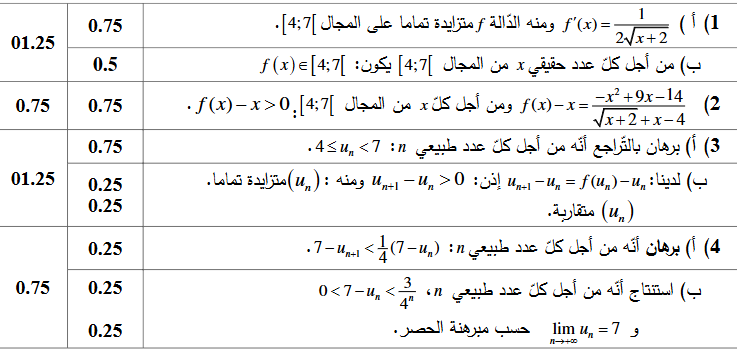 01.25 0.75 1) أ ) $f'(x)=\frac{1}{2\sqrt{x+2}}$ ومنه الدّالة $f$ متزايدة تماما على المجال $[4;7[$.
0.5 ب) من أجل كلّ عدد حقيقي $x$ من المجال $[4;7[$ يكون: $f(x)\in[4;7[$
0.75 0.75 2) $f(x)-x=\frac{-x^2+9x-14}{\sqrt{x+2}+x-4}$ ومن أجل كلّ $x$ من المجال $[4;7[$: $f(x)-x>0$ .
01.25 0.75 3) أ) برهان بالتّراجع أنّه من أجل كلّ عدد طبيعي $n$ : $4\le u_n<7$ .
0.25 ب) لدينا: $u_{n+1}-u_n=f(u_n)-u_n$ إذن: $u_{n+1}-u_n>0$ ومنه : $(u_n)$ متزايدة تماما.
0.25 $(u_n)$ متقاربة.
0.75 0.25 4) أ) برهان أنّه من أجل كلّ عدد طبيعي $n$ : $7-u_{n+1}<\frac{1}{4}(7-u_n)$ .
0.25 ب) استنتاج أنّه من أجل كلّ عدد طبيعي $n$ ، $0<7-u_n<\frac{3}{4^n}$
0.25 و $\lim_{n\to+\infty}u_n=7$ حسب مبرهنة الحصر.